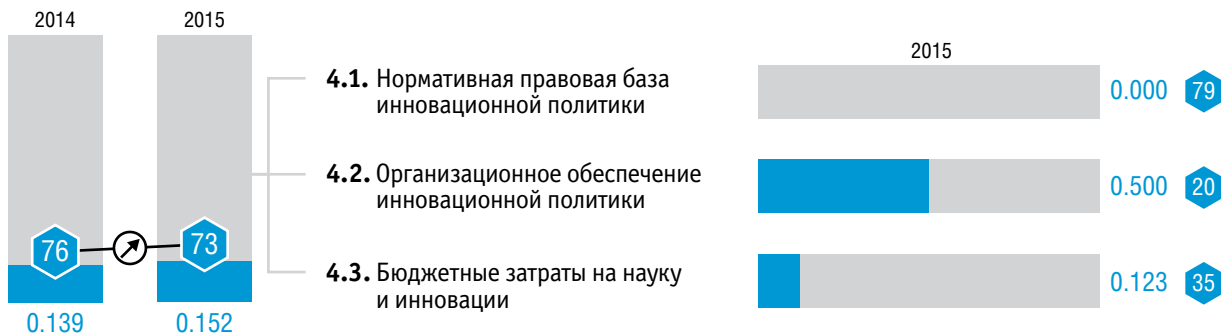 2014
2015
76
73
0.139
0.152
4.1. Нормативная правовая база
инновационной политики
4.2. Организационное обеспечение
инновационной политики
4.3. Бюджетные затраты на науку
и инновации
2015
0.000
79
0.500
20
0.123
35